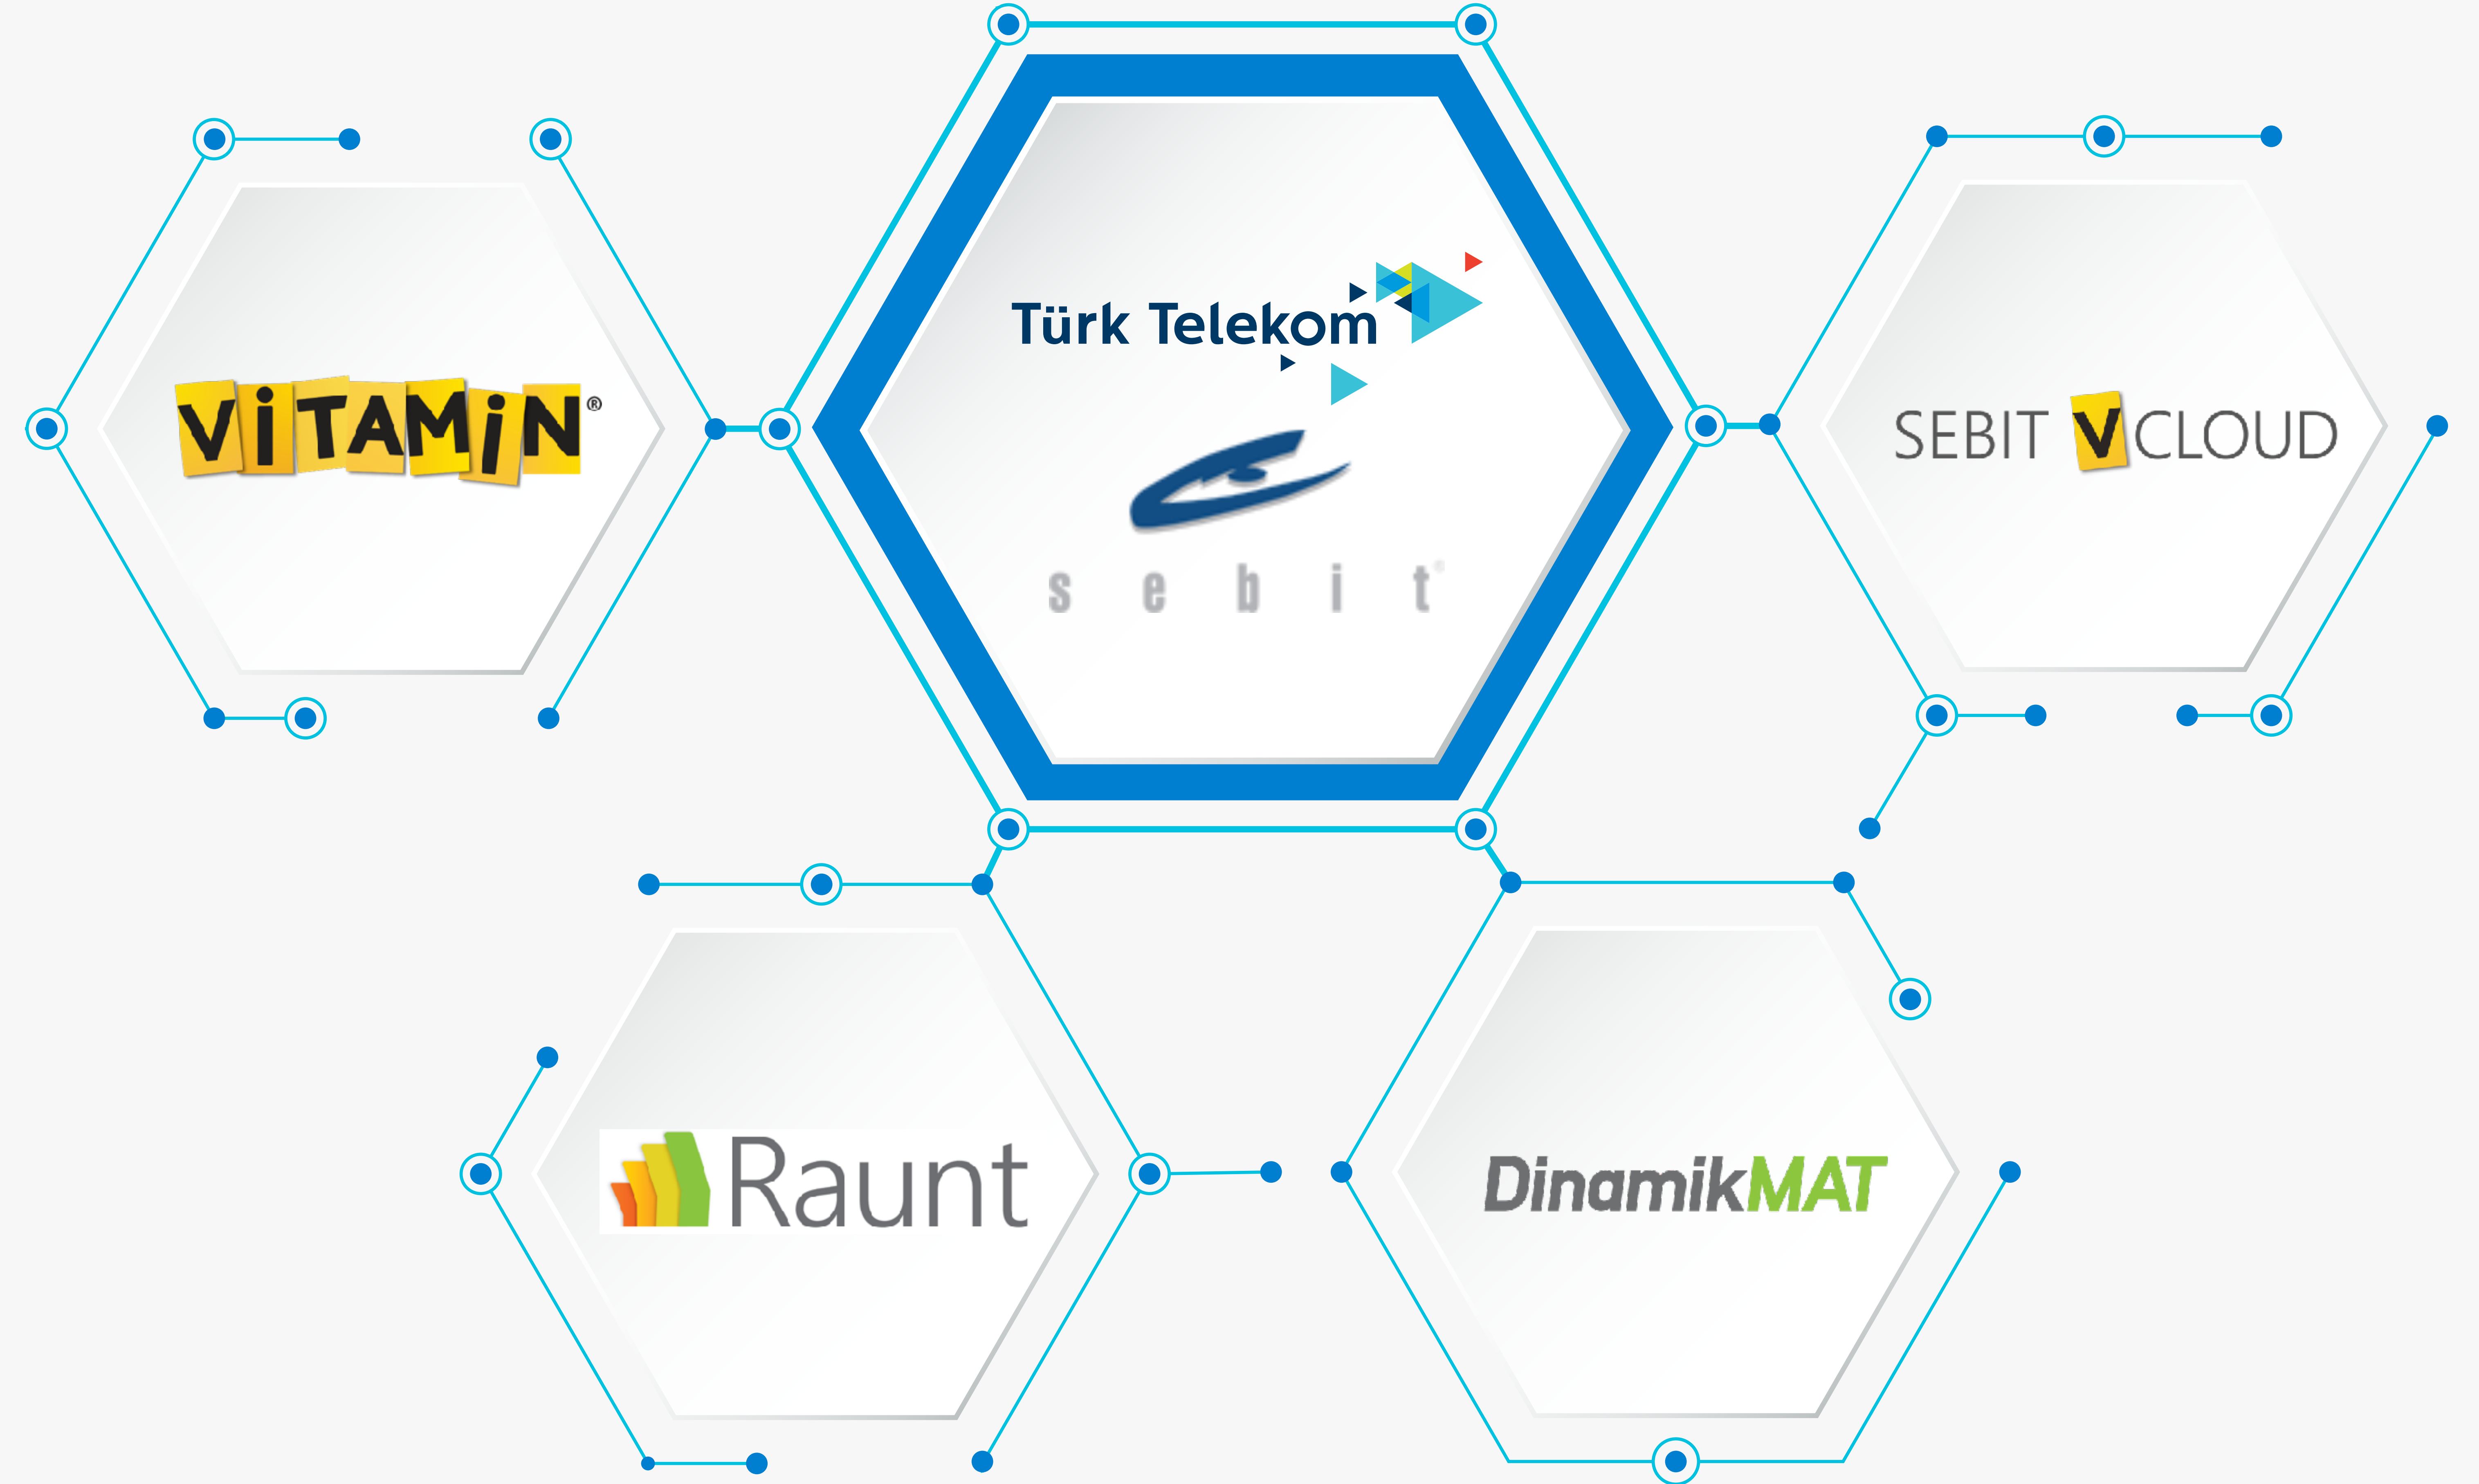 Türk Telekom
sebit®
ViTAMiN®
SEBIT VCLOUD
Raunt
DinamikMAT